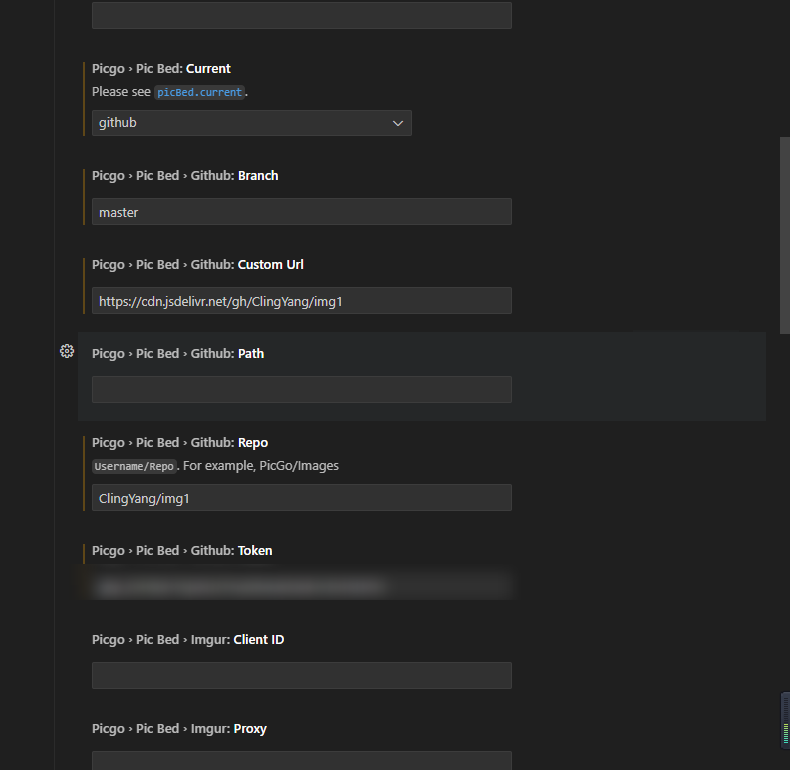 Picgo › Pic Bed: Current
Please see picBed.current.
github
Picgo › Pic Bed › Github: Branch
master
Picgo › Pic Bed › Github: Custom Url
https://cdn.jsdelivr.net/gh/ClingYang/img1
Picgo › Pic Bed › Github: Path
Picgo › Pic Bed › Github: Repo
Username/Repo. For example, PicGo/Images
ClingYang/img1
Picgo › Pic Bed › Github: Token
Picgo › Pic Bed › Imgur: Client ID
Picgo › Pic Bed › Imgur: Proxy